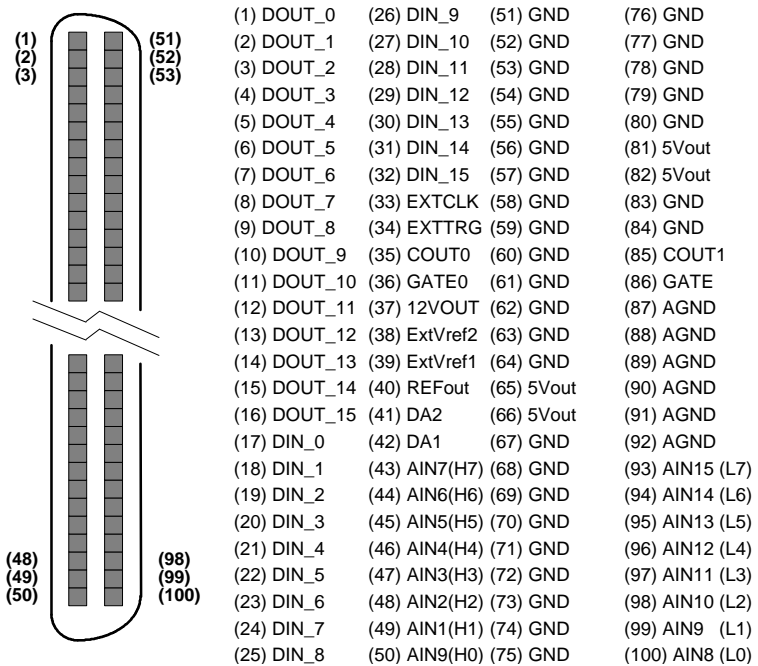 (1) (51)
(2) (52)
(3) (53)
(48) (98)
(49) (99)
(50) (100)
(1) DOUT_0 (26) DIN_9 (51) GND (76) GND
(2) DOUT_1 (27) DIN_10 (52) GND (77) GND
(3) DOUT_2 (28) DIN_11 (53) GND (78) GND
(4) DOUT_3 (29) DIN_12 (54) GND (79) GND
(5) DOUT_4 (30) DIN_13 (55) GND (80) GND
(6) DOUT_5 (31) DIN_14 (56) GND (81) 5Vout
(7) DOUT_6 (32) DIN_15 (57) GND (82) 5Vout
(8) DOUT_7 (33) EXTCLK (58) GND (83) GND
(9) DOUT_8 (34) EXTTRG (59) GND (84) GND
(10) DOUT_9 (35) COUT0 (60) GND (85) COUT1
(11) DOUT_10 (36) GATE0 (61) GND (86) GATE
(12) DOUT_11 (37) 12VOUT (62) GND (87) AGND
(13) DOUT_12 (38) ExtVref2 (63) GND (88) AGND
(14) DOUT_13 (39) ExtVref1 (64) GND (89) AGND
(15) DOUT_14 (40) REFout (65) 5Vout (90) AGND
(16) DOUT_15 (41) DA2 (66) 5Vout (91) AGND
(17) DIN_0 (42) DA1 (67) GND (92) AGND
(18) DIN_1 (43) AIN7(H7) (68) GND (93) AIN15 (L7)
(19) DIN_2 (44) AIN6(H6) (69) GND (94) AIN14 (L6)
(20) DIN_3 (45) AIN5(H5) (70) GND (95) AIN13 (L5)
(21) DIN_4 (46) AIN4(H4) (71) GND (96) AIN12 (L4)
(22) DIN_5 (47) AIN3(H3) (72) GND (97) AIN11 (L3)
(23) DIN_6 (48) AIN2(H2) (73) GND (98) AIN10 (L2)
(24) DIN_7 (49) AIN1(H1) (74) GND (99) AIN9 (L1)
(25) DIN_8 (50) AIN9(H0) (75) GND (100) AIN8 (L0)